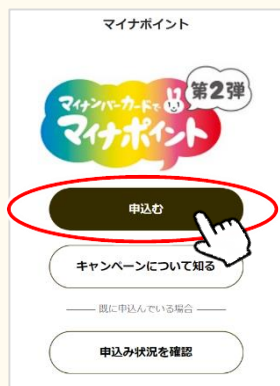 マイナポイント
第2弾
マイナンバーカードで
マイナポイント
申込む
キャンペーンについて知る
既に申込んでいる場合
申込み状況を確認